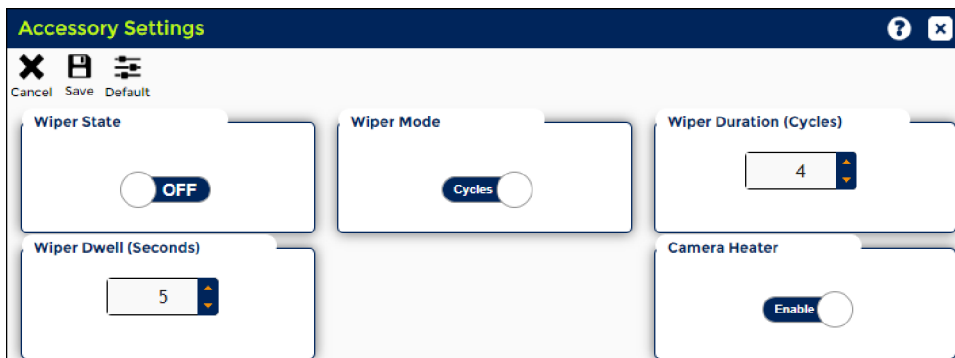 Accessory Settings
?
Cancel Save Default
Wiper State
OFF
Wiper Mode
Cycles
Wiper Duration (Cycles)
4
Wiper Dwell (Seconds)
5
Camera Heater
Enable